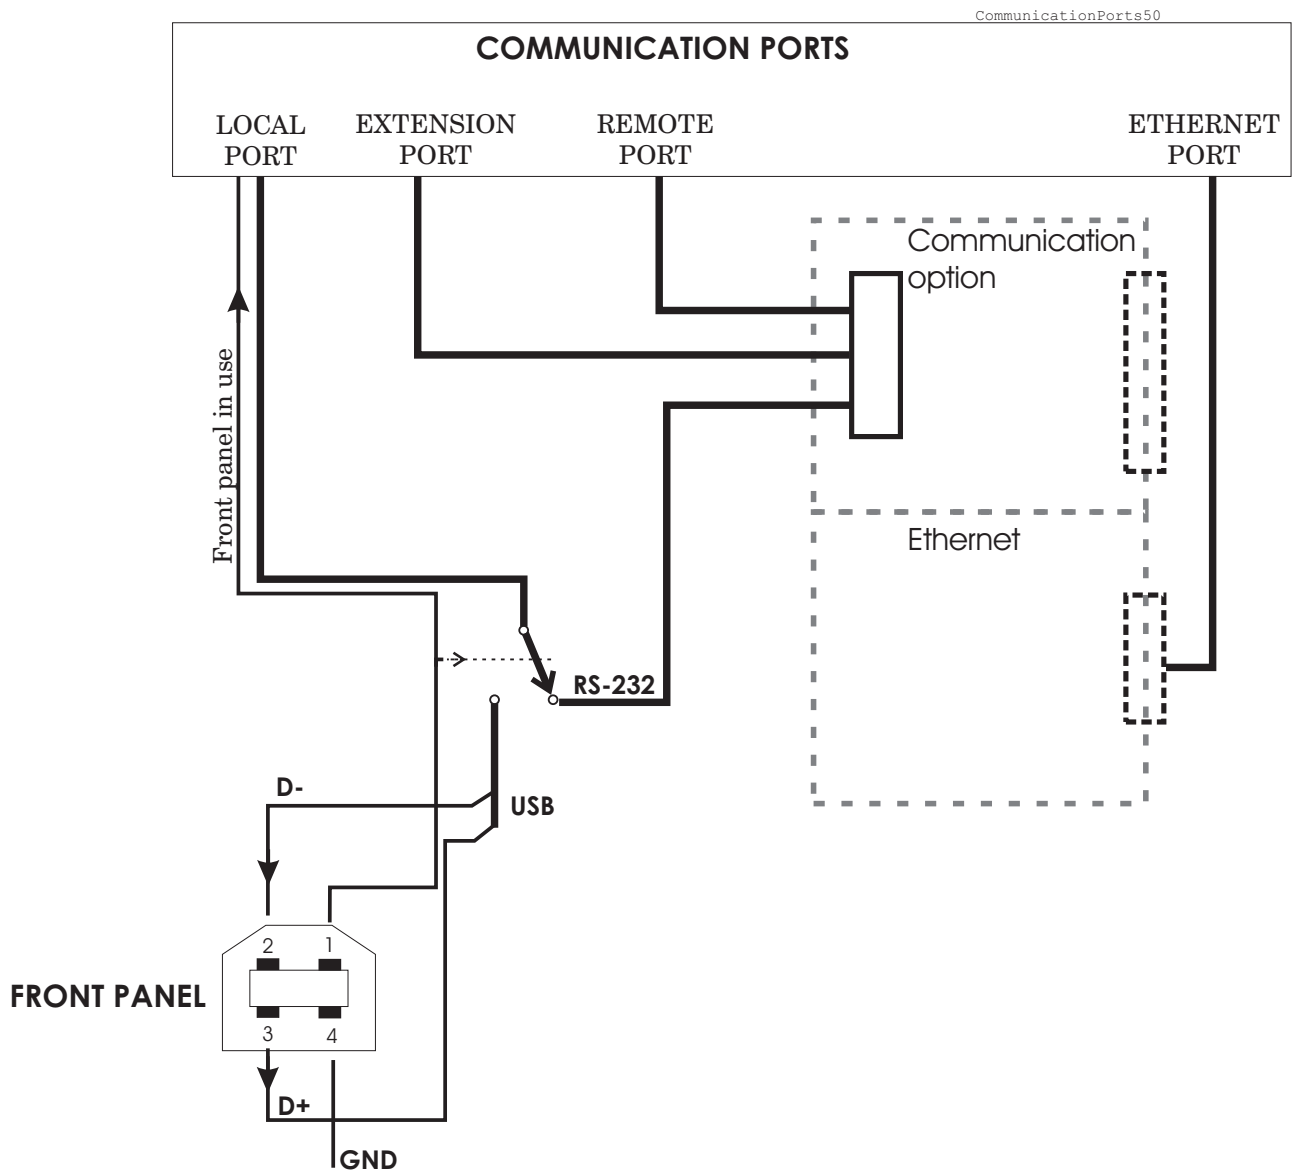 CommunicationPorts50
COMMUNICATION PORTS
LOCAL
PORT
EXTENSION
PORT
REMOTE
PORT
ETHERNET
PORT
Communication
option
Front panel in use
Ethernet
RS-232
D-
USB
2
1
FRONT PANEL
3
4
D+
GND